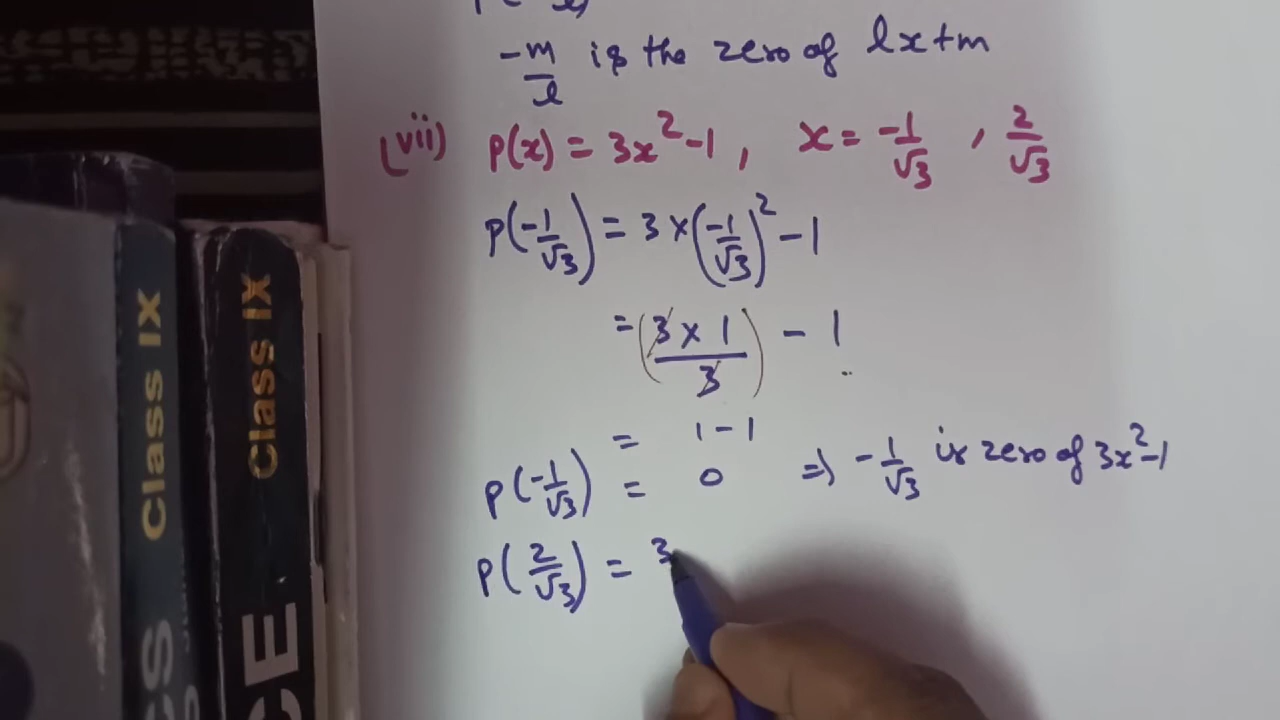 -m/l is the zero of lx+m
(vii) p(x) = 3x²-1, x = -1/√3, 2/√3
p(-1/√3) = 3×(-1/√3)² - 1
= (3×1/3) - 1
= 1-1
p(-1/√3) = 0 ⇒ -1/√3 is zero of 3x²-1
p(2/√3) = 3
Class IX
Class IX
CS
CE